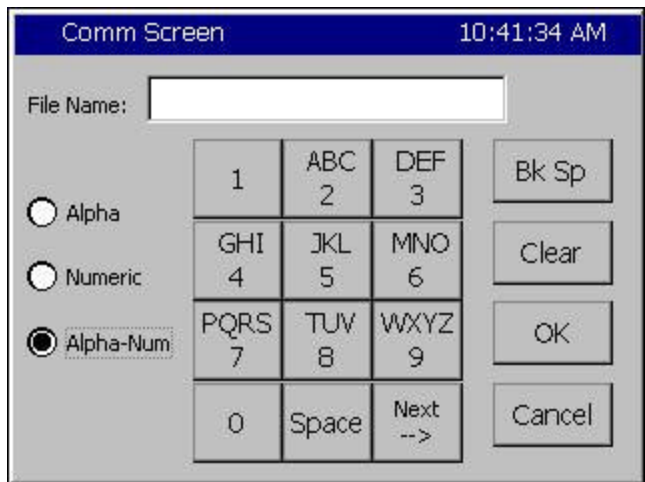 Comm Screen 10:41:34 AM
File Name:
1
ABC
2
DEF
3
Bk Sp
Alpha
GHI
4
JKL
5
MNO
6
Clear
Numeric
PQRS
7
TUV
8
WXYZ
9
OK
Alpha-Num
0
Space
Next
-->
Cancel